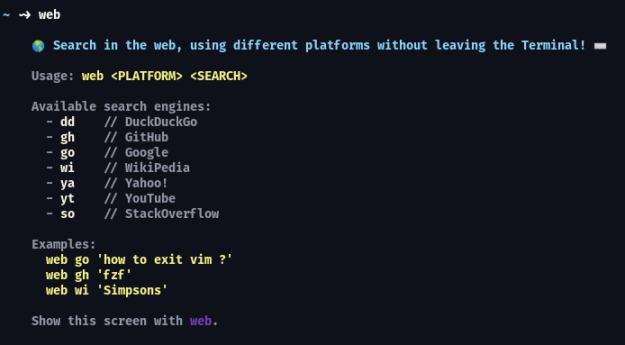 ~ ⤳ web
🌎 Search in the web, using different platforms without leaving the Terminal!
Usage: web <PLATFORM> <SEARCH>
Available search engines:
- dd // DuckDuckGo
- gh // GitHub
- go // Google
- wi // WikiPedia
- ya // Yahoo!
- yt // YouTube
- so // StackOverflow
Examples:
web go 'how to exit vim ?'
web gh 'fzf'
web wi 'Simpsons'
Show this screen with web.